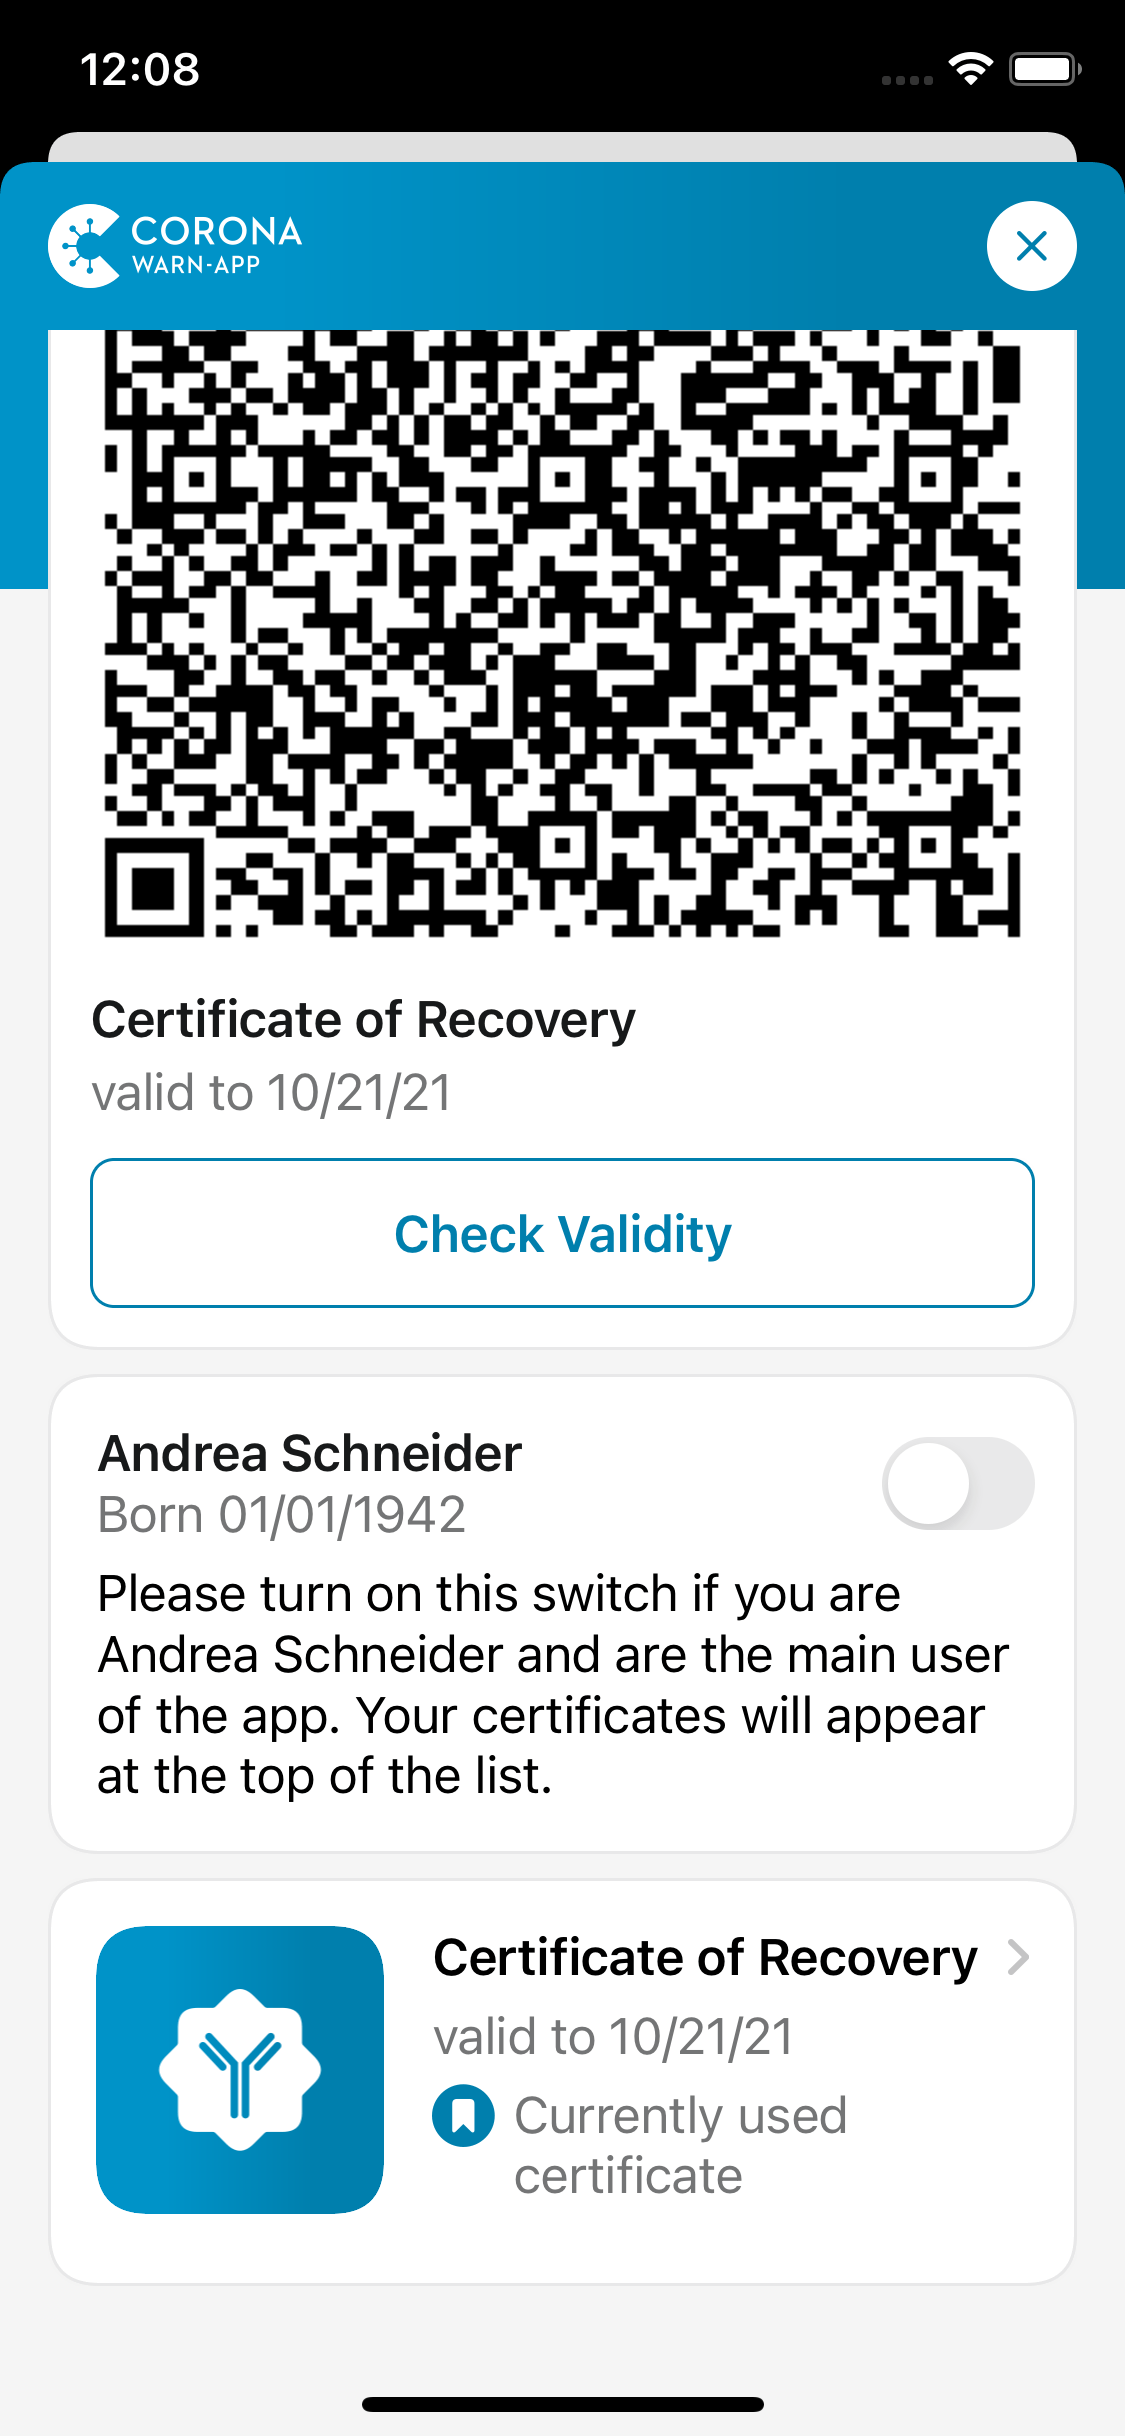 12:08
CORONA
WARN-APP
Certificate of Recovery
valid to 10/21/21
Check Validity
Andrea Schneider
Born 01/01/1942
Please turn on this switch if you are
Andrea Schneider and are the main user
of the app. Your certificates will appear
at the top of the list.
Certificate of Recovery
valid to 10/21/21
Currently used
certificate